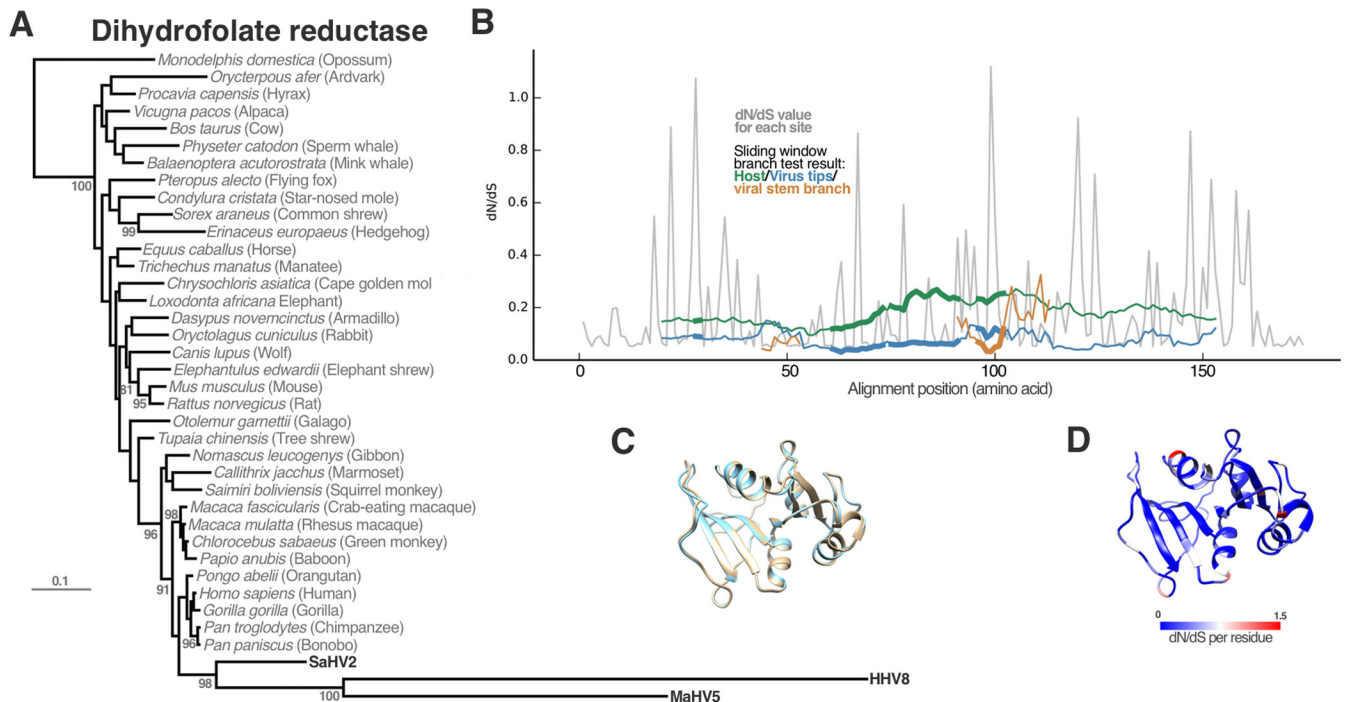 A
Dihydrofolate reductase
Monodelphis domestica (Opossum)
Orycterpous afer (Ardvark)
Procavia capensis (Hyrax)
Vicugna pacos (Alpaca)
Bos taurus (Cow)
Physeter catodon (Sperm whale)
Balaenoptera acutorostrata (Mink whale)
100
Pteropus alecto (Flying fox)
Condylura cristata (Star-nosed mole)
Sorex araneus (Common shrew)
99
Erinaceus europaeus (Hedgehog)
Equus caballus (Horse)
Trichechus manatus (Manatee)
Chrysochloris asiatica (Cape golden mol
Loxodonta africana Elephant)
Dasypus novemcinctus (Armadillo)
Oryctolagus cuniculus (Rabbit)
Canis lupus (Wolf)
Elephantulus edwardii (Elephant shrew)
81
Mus musculus (Mouse)
95
Rattus norvegicus (Rat)
Otolemur garnettii (Galago)
Tupaia chinensis (Tree shrew)
Nomascus leucogenys (Gibbon)
Callithrix jacchus (Marmoset)
Saimiri boliviensis (Squirrel monkey)
Macaca fascicularis (Crab-eating macaque)
98
Macaca mulatta (Rhesus macaque)
96
Chlorocebus sabaeus (Green monkey)
Papio anubis (Baboon)
Pongo abelii (Orangutan)
0.1
91
Homo sapiens (Human)
Gorilla gorilla (Gorilla)
Pan troglodytes (Chimpanzee)
96
Pan paniscus (Bonobo)
SaHV2
98
HHV8
100
MaHV5
B
1.0
0.8
0.6
0.4
0.2
0.0
dN/dS
dN/dS value
for each site
Sliding window
branch test result:
Host/Virus tips/
viral stem branch
0
50
100
150
Alignment position (amino acid)
C
D
0
1.5
dN/dS per residue